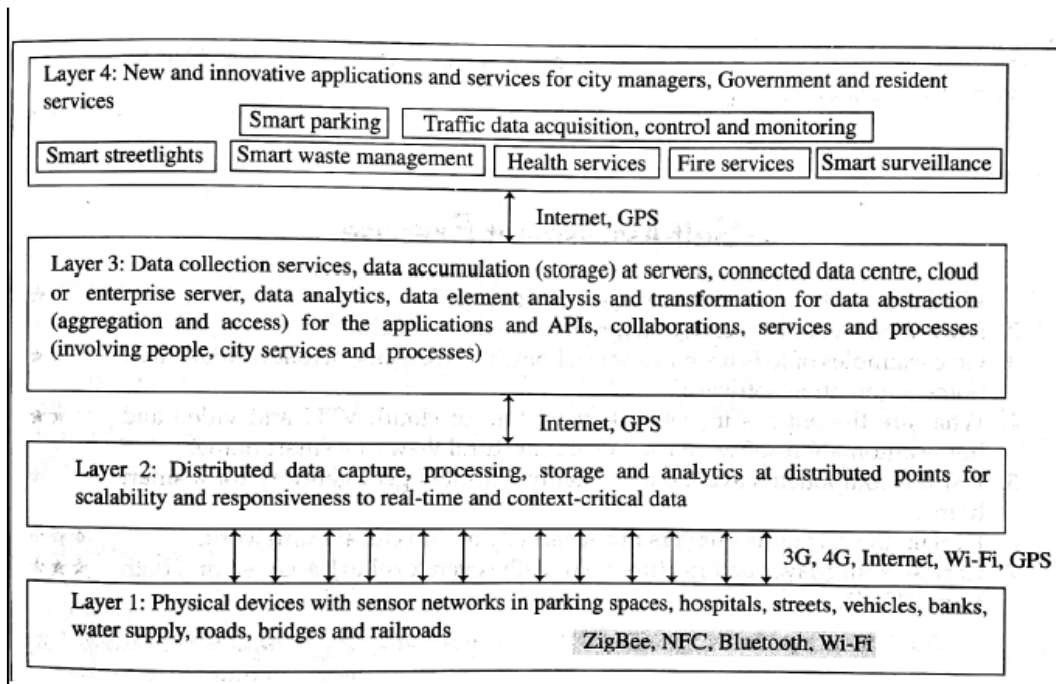 Layer 4: New and innovative applications and services for city managers, Government and resident
services
Smart parking
Traffic data acquisition, control and monitoring
Smart streetlights
Smart waste management
Health services
Fire services
Smart surveillance
Internet, GPS
Layer 3: Data collection services, data accumulation (storage) at servers, connected data centre, cloud
or enterprise server, data analytics, data element analysis and transformation for data abstraction
(aggregation and access) for the applications and APIs, collaborations, services and processes
(involving people, city services and processes)
Internet, GPS
Layer 2: Distributed data capture, processing, storage and analytics at distributed points for
scalability and responsiveness to real-time and context-critical data
3G, 4G, Internet, Wi-Fi, GPS
Layer 1: Physical devices with sensor networks in parking spaces, hospitals, streets, vehicles, banks,
water supply, roads, bridges and railroads
ZigBee, NFC, Bluetooth, Wi-Fi